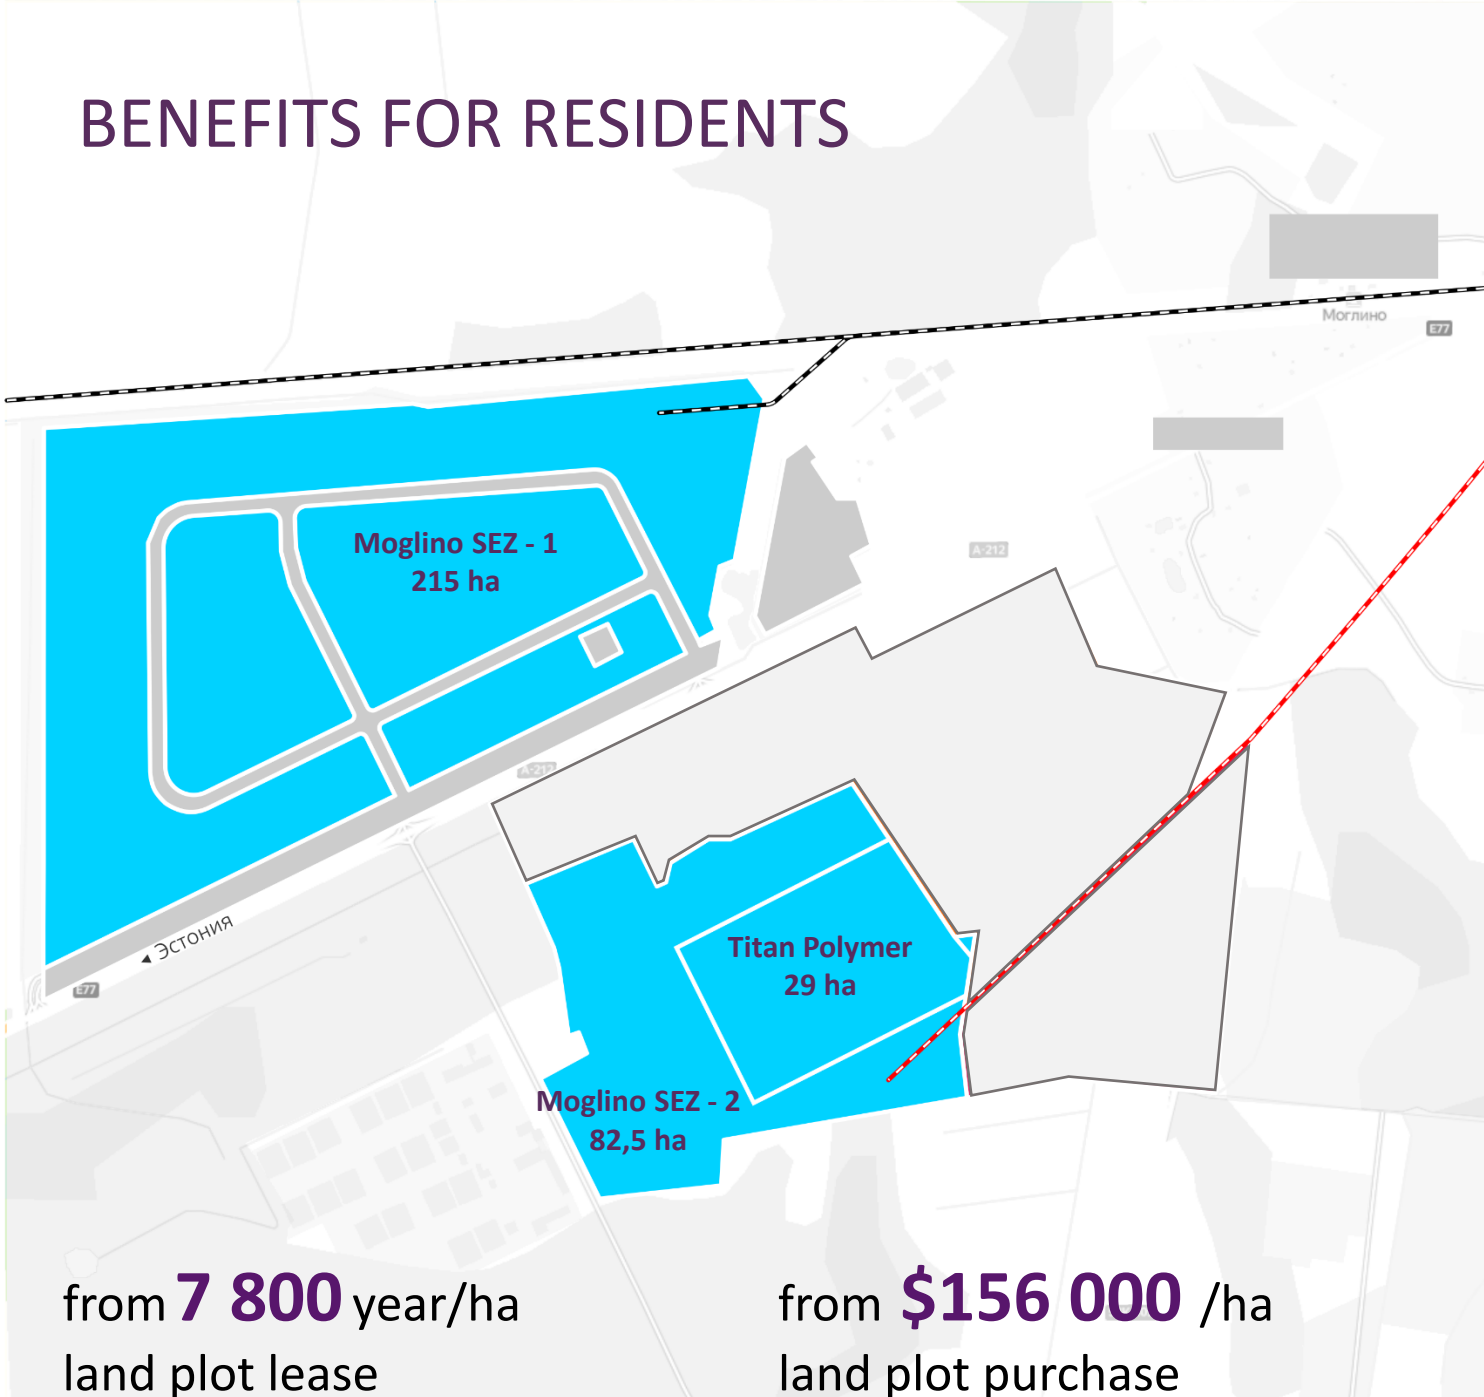 BENEFITS FOR RESIDENTS
Моглино
E77
Moglino SEZ - 1
215 ha
A-212
A-212
◂ Эстония
E77
Titan Polymer
29 ha
Moglino SEZ - 2
82,5 ha
from 7 800 year/ha
land plot lease
from $156 000 /ha
land plot purchase